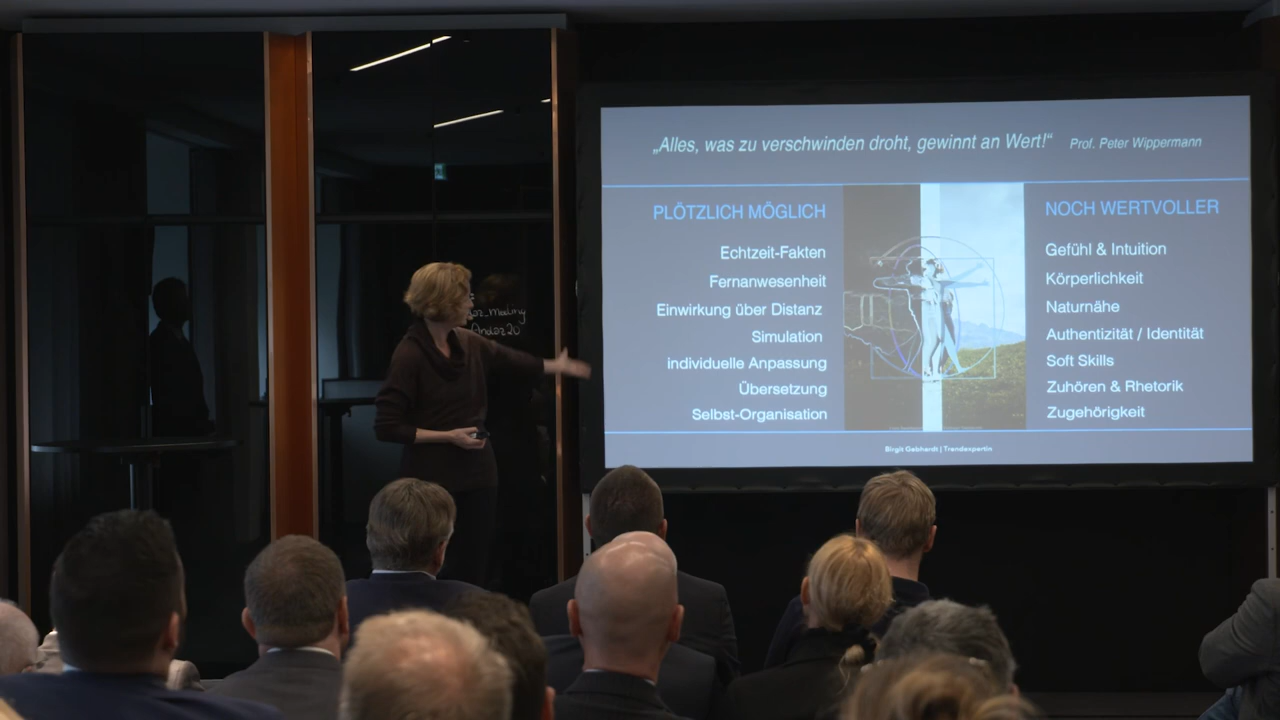 „Alles, was zu verschwinden droht, gewinnt an Wert!“ Prof. Peter Wippermann
PLÖTZLICH MÖGLICH
Echtzeit-Fakten
Fernanwesenheit
Einwirkung über Distanz
Simulation
individuelle Anpassung
Übersetzung
Selbst-Organisation
NOCH WERTVOLLER
Gefühl & Intuition
Körperlichkeit
Naturnähe
Authentizität / Identität
Soft Skills
Zuhören & Rhetorik
Zugehörigkeit
Birgit Gebhardt | Trendexpertin